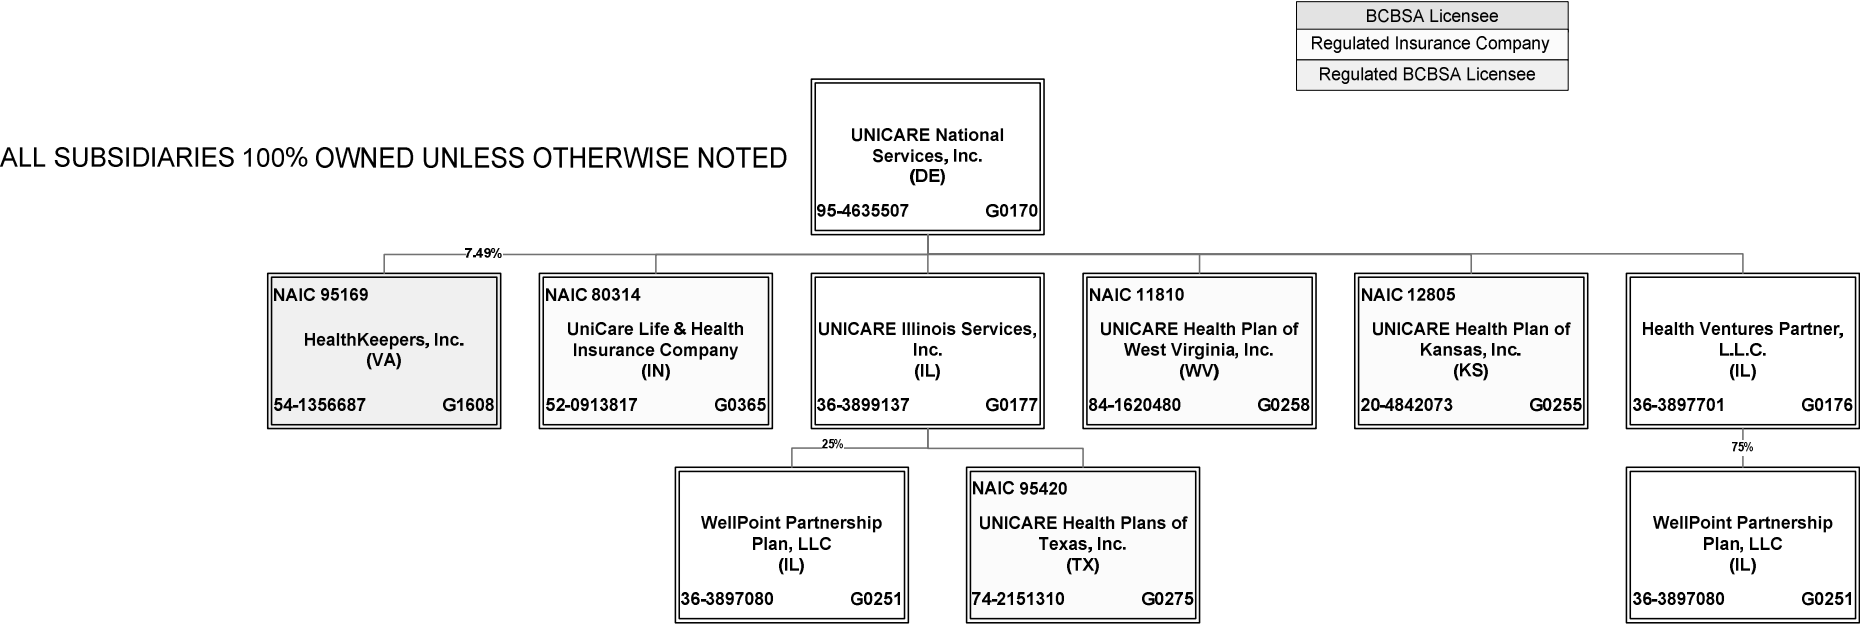 BCBSA Licensee
Regulated Insurance Company
Regulated BCBSA Licensee
ALL SUBSIDIARIES 100% OWNED UNLESS OTHERWISE NOTED
UNICARE National
Services, Inc.
(DE)
95-4635507 G0170
7.49%
NAIC 95169
HealthKeepers, Inc.
(VA)
54-1356687 G1608
NAIC 80314
UniCare Life & Health
Insurance Company
(IN)
52-0913817 G0365
UNICARE Illinois Services,
Inc.
(IL)
36-3899137 G0177
NAIC 11810
UNICARE Health Plan of
West Virginia, Inc.
(WV)
84-1620480 G0258
NAIC 12805
UNICARE Health Plan of
Kansas, Inc.
(KS)
20-4842073 G0255
Health Ventures Partner,
L.L.C.
(IL)
36-3897701 G0176
25%
75%
WellPoint Partnership
Plan, LLC
(IL)
36-3897080 G0251
NAIC 95420
UNICARE Health Plans of
Texas, Inc.
(TX)
74-2151310 G0275
WellPoint Partnership
Plan, LLC
(IL)
36-3897080 G0251